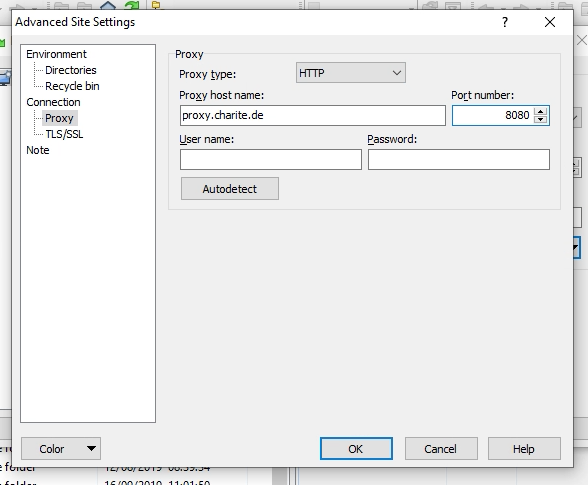 Advanced Site Settings
Environment
Directories
Recycle bin
Connection
Proxy
TLS/SSL
Note
Proxy
Proxy type:
HTTP
Proxy host name:
Port number:
proxy.charite.de
8080
User name:
Password:
Autodetect
Color
OK
Cancel
Help
e folder
12/08/2019 08:39:54
e folder
16/09/2019 11:01:50